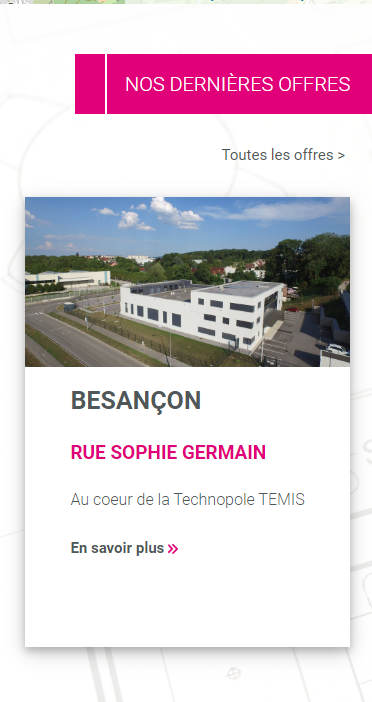 NOS DERNIÈRES OFFRES
Toutes les offres >
BESANÇON
RUE SOPHIE GERMAIN
Au coeur de la Technopole TEMIS
En savoir plus